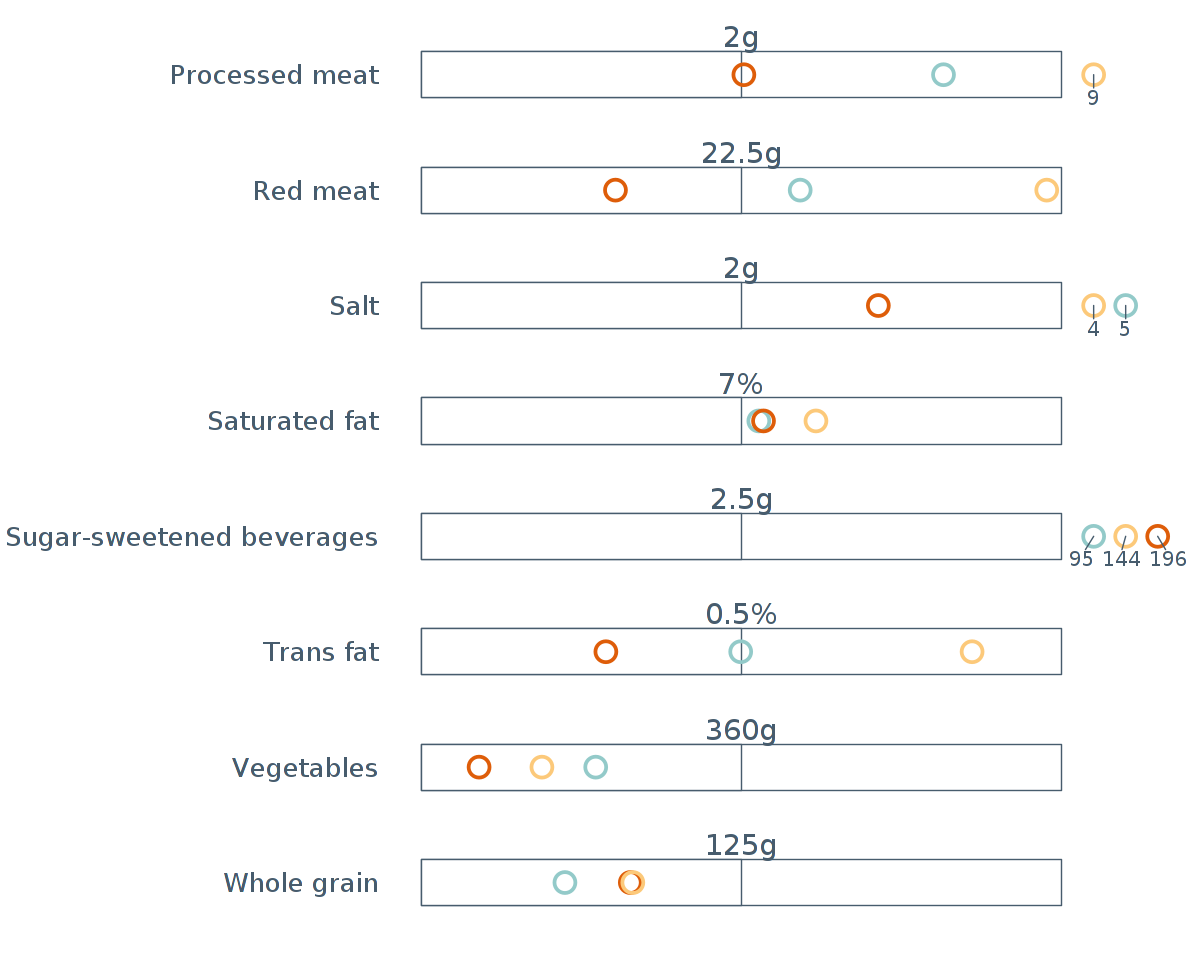 2g
Processed meat
9
22.5g
Red meat
2g
Salt
4 5
7%
Saturated fat
2.5g
Sugar-sweetened beverages
95 144 196
0.5%
Trans fat
360g
Vegetables
125g
Whole grain